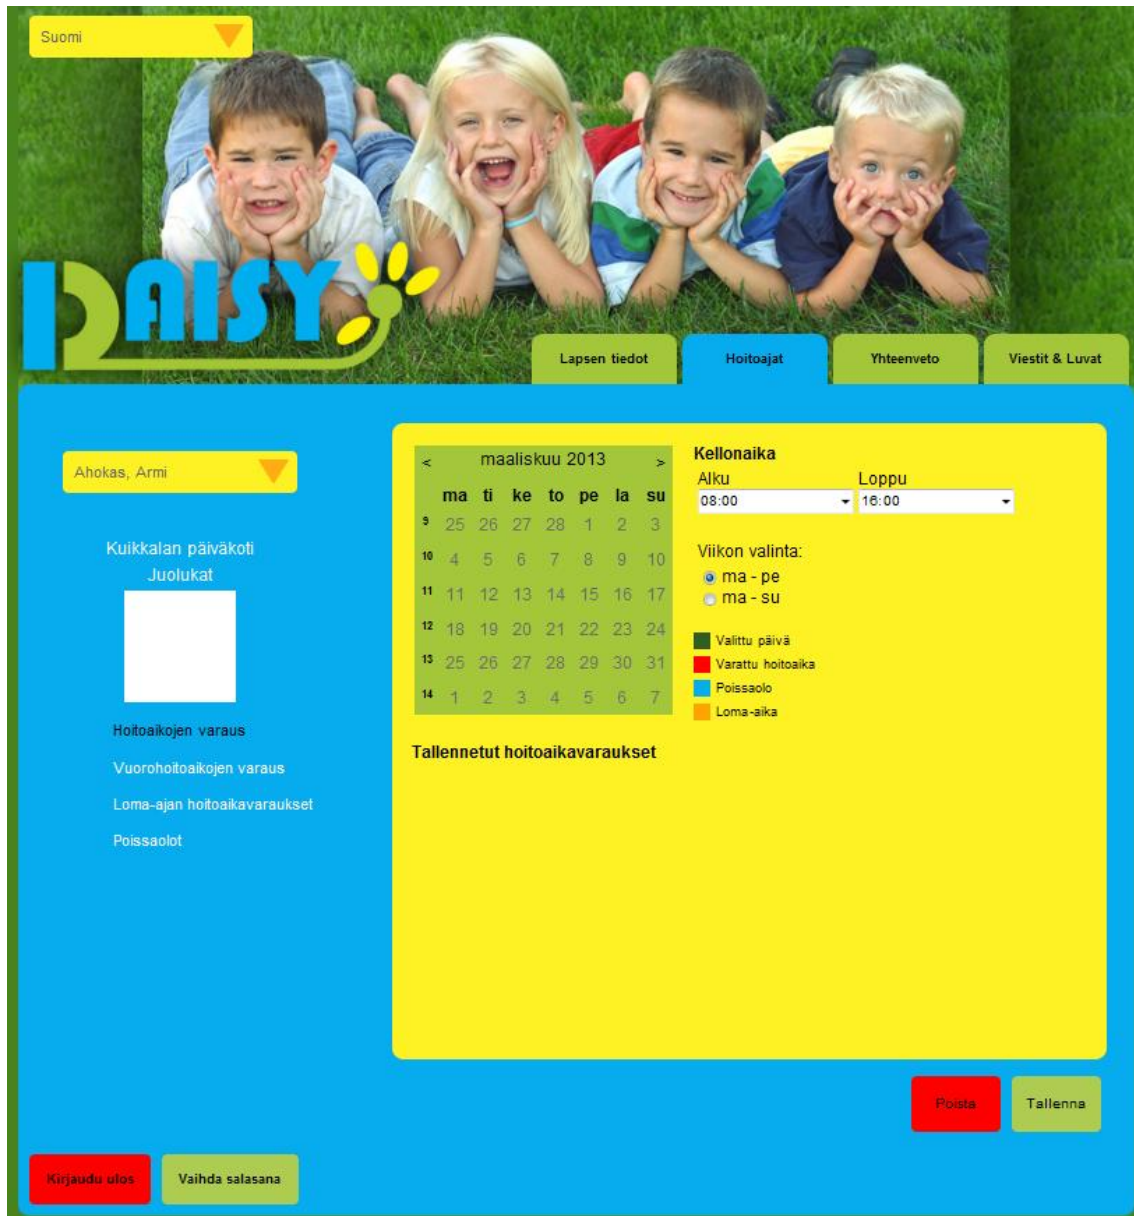 Suomi
DAISY
Lapsen tiedot
Hoitoajat
Yhteenveto
Viestit & Luvat
Ahokas, Armi
Kuikkalan päiväkoti
Juolukat
Hoitoaikojen varaus
Vuorohoitoaikojen varaus
Loma-ajan hoitoaikavaraukset
Poissaolot
< maaliskuu 2013 >
ma ti ke to pe la su
9 25 26 27 28 1 2 3
10 4 5 6 7 8 9 10
11 11 12 13 14 15 16 17
12 18 19 20 21 22 23 24
13 25 26 27 28 29 30 31
14 1 2 3 4 5 6 7
Kellonaika
Alku Loppu
08:00 16:00
Viikon valinta:
ma - pe
ma - su
Valittu päivä
Varattu hoitoaika
Poissaolo
Loma-aika
Tallennetut hoitoaikavaraukset
Poista
Tallenna
Kirjaudu ulos
Vaihda salasana